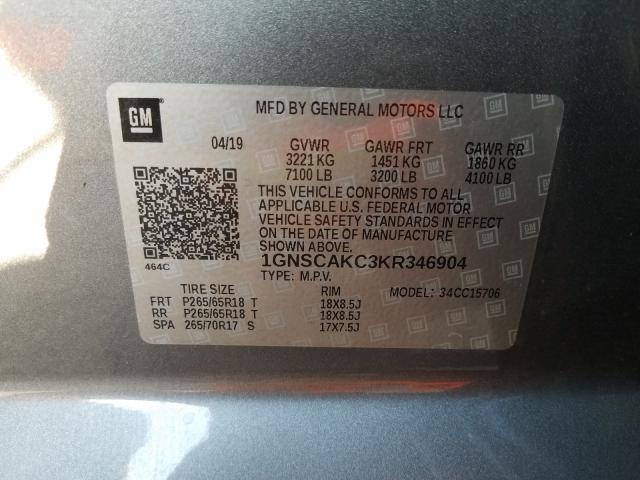 GM
MFD BY GENERAL MOTORS LLC
04/19 GVWR GAWR FRT GAWR RR
3221 KG 1451 KG 1860 KG
7100 LB 3200 LB 4100 LB
THIS VEHICLE CONFORMS TO ALL
APPLICABLE U.S. FEDERAL MOTOR
VEHICLE SAFETY STANDARDS IN EFFECT
ON THE DATE OF MANUFACTURE
SHOWN ABOVE.
464C
1GNSCAKC3KR346904
TYPE: M.P.V.
TIRE SIZE RIM MODEL: 34CC15706
FRT P265/65R18 T 18X8.5J
RR P265/65R18 T 18X8.5J
SPA 265/70R17 S 17X7.5J